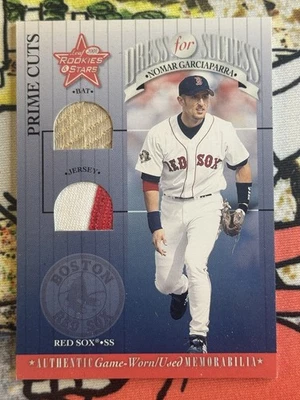 PRIME CUTS
Leaf
ROOKIES
& STARS
DRESS for SUCCESS
NOMAR GARCIAPARRA
•BAT•
•JERSEY•
RED SOX
BOSTON
RED SOX
RED SOX•SS
AUTHENTIC Game-Worn/Used MEMORABILIA